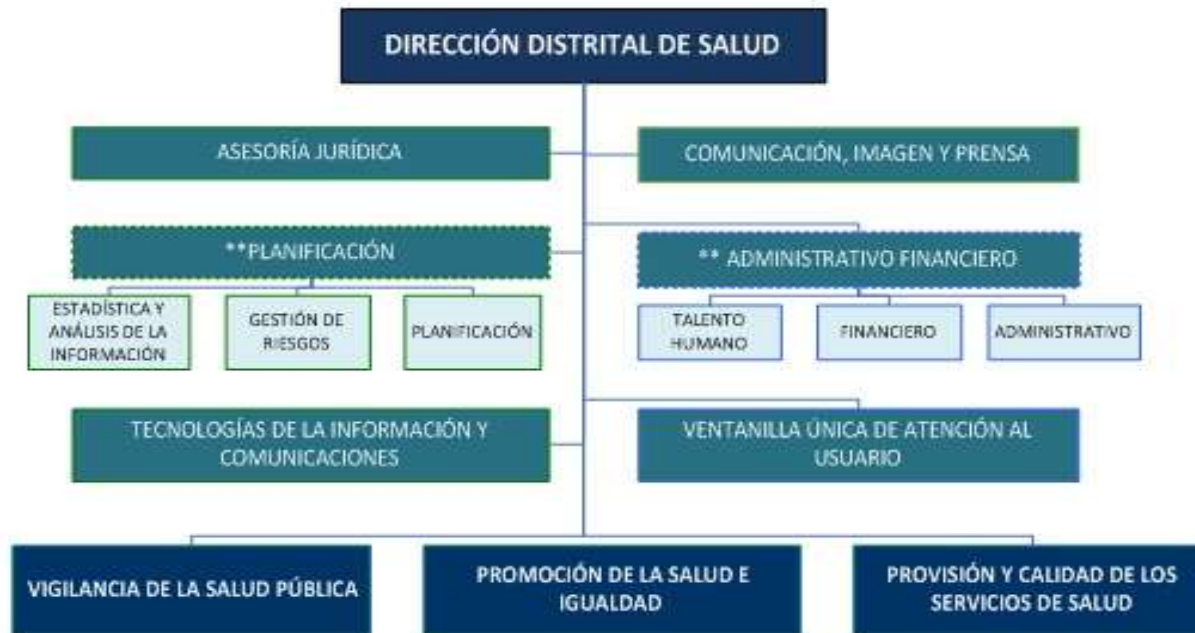 DIRECCIÓN DISTRITAL DE SALUD
ASESORÍA JURÍDICA
COMUNICACIÓN, IMAGEN Y PRENSA
**PLANIFICACIÓN
** ADMINISTRATIVO FINANCIERO
ESTADÍSTICA Y
ANÁLISIS DE LA
INFORMACIÓN
GESTIÓN DE
RIESGOS
PLANIFICACIÓN
TALENTO
HUMANO
FINANCIERO
ADMINISTRATIVO
TECNOLOGÍAS DE LA INFORMACIÓN Y
COMUNICACIONES
VENTANILLA ÚNICA DE ATENCIÓN AL
USUARIO
VIGILANCIA DE LA SALUD PÚBLICA
PROMOCIÓN DE LA SALUD E
IGUALDAD
PROVISIÓN Y CALIDAD DE LOS
SERVICIOS DE SALUD